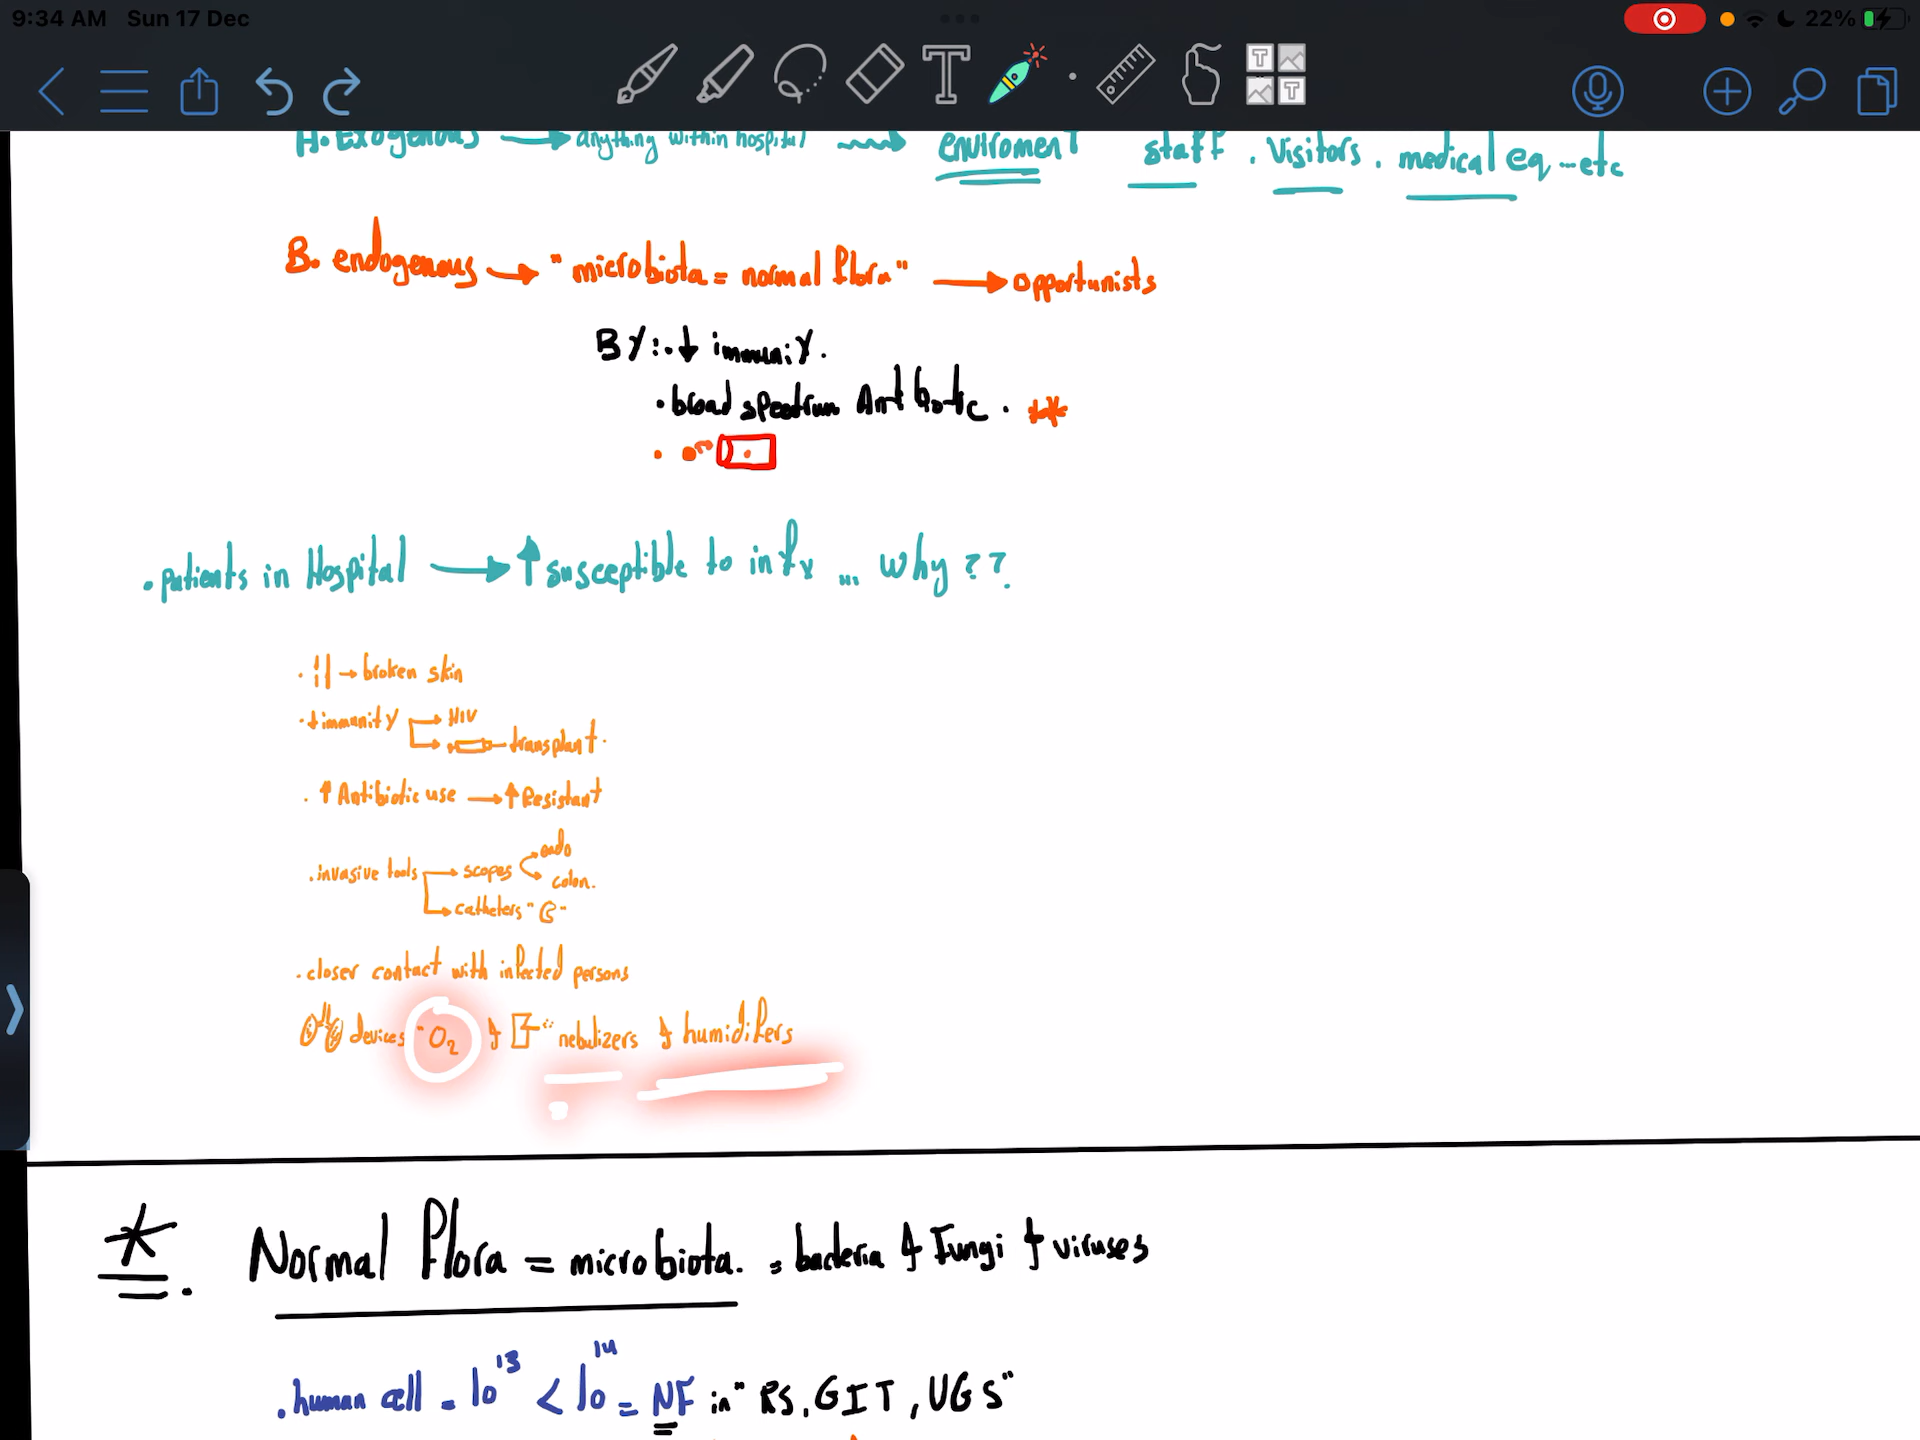 9:34 AM Sun 17 Dec
22%
A. Exogenous → anything within hospital → enviroment staff . Visitors . medical eq ...etc
B. endogenous → "microbiota = normal flora" → opportunists
BY: . ↓ immunity.
. broad spectrum Antibiotic .
. patients in Hospital → ↑ susceptible to infx ... why ??
. → broken skin
. ↓ immunity → HIV
→ transplant.
. ↑ Antibiotic use → ↑ Resistant
. invasive tools → scopes → endo
→ colon.
→ catheters
. closer contact with infected persons
devices "O2 & nebulizers & humidifiers
* . Normal flora = microbiota. = bacteria & Fungi & viruses
. human cell = 10^13 < 10^14 = NF in "RS, GIT, UGS"